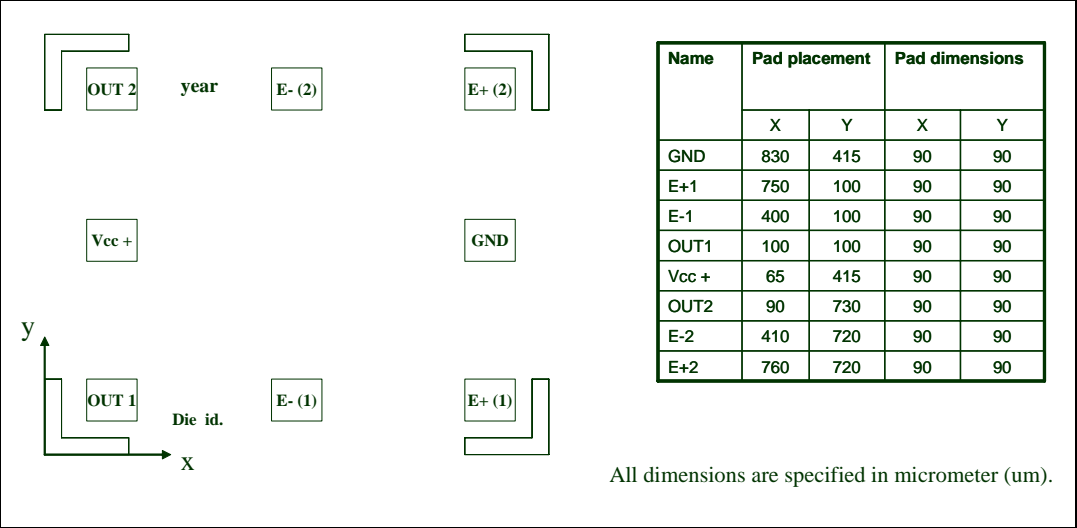 OUT 2 year E- (2) E+ (2)
Vcc + GND
y
OUT 1 E- (1) E+ (1)
Die id.
x
Name Pad placement Pad dimensions
X Y X Y
GND 830 415 90 90
E+1 750 100 90 90
E-1 400 100 90 90
OUT1 100 100 90 90
Vcc + 65 415 90 90
OUT2 90 730 90 90
E-2 410 720 90 90
E+2 760 720 90 90
All dimensions are specified in micrometer (um).